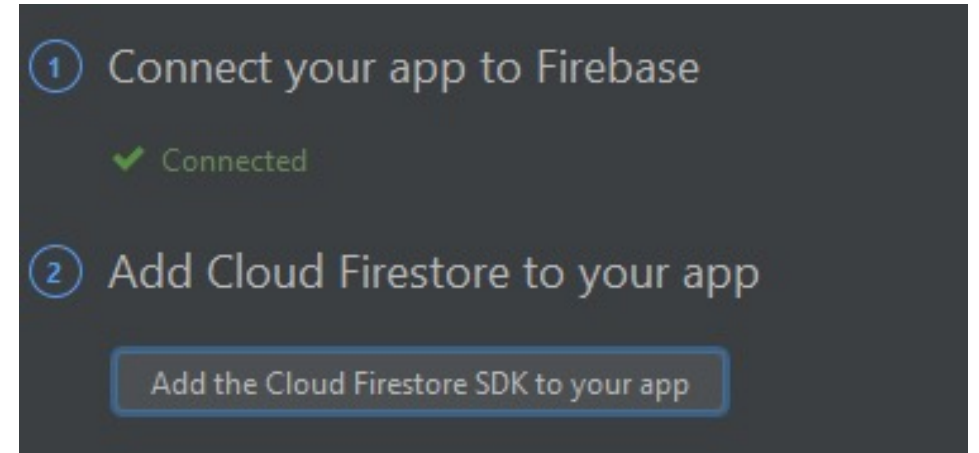 1 Connect your app to Firebase
Connected
2 Add Cloud Firestore to your app
Add the Cloud Firestore SDK to your app